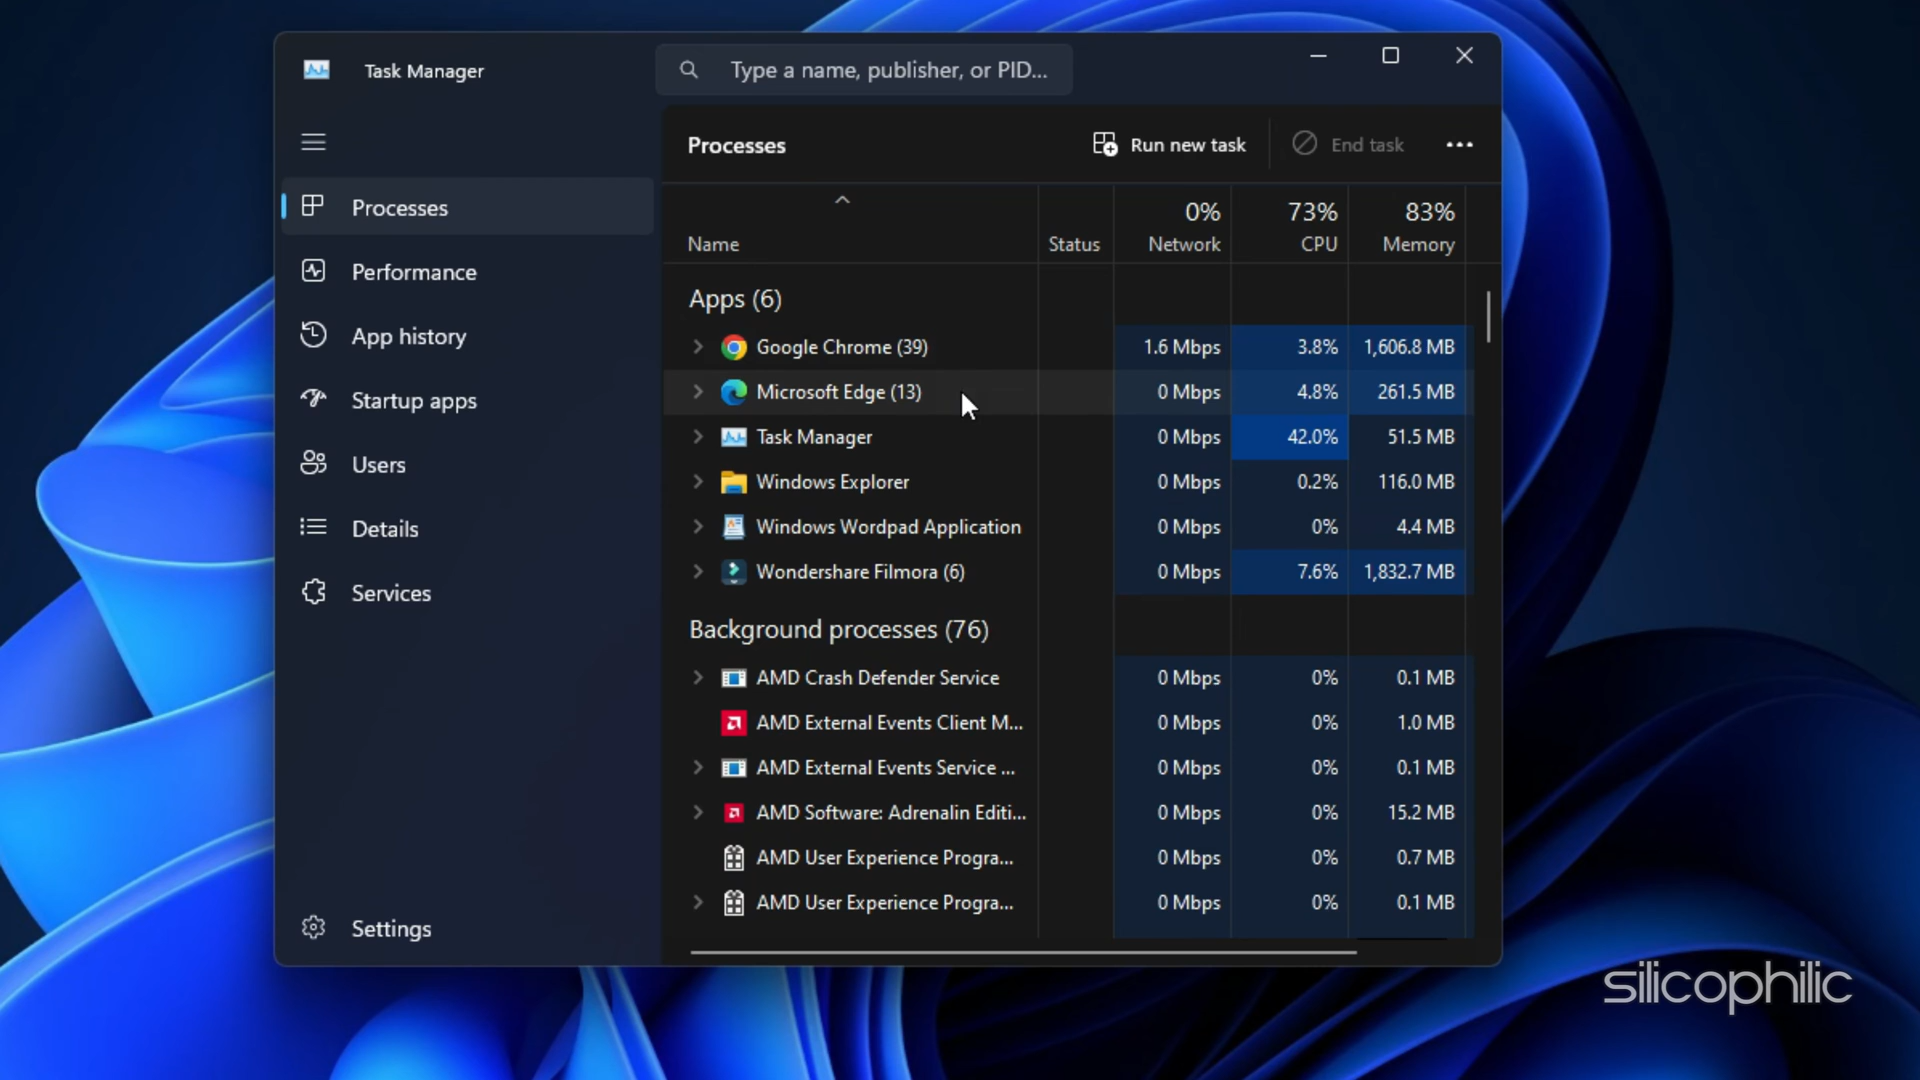 Task Manager
Type a name, publisher, or PID...
Processes
Run new task
End task
Processes
Performance
App history
Startup apps
Users
Details
Services
Settings
0% 73% 83%
Name Status Network CPU Memory
Apps (6)
Google Chrome (39) 1.6 Mbps 3.8% 1,606.8 MB
Microsoft Edge (13) 0 Mbps 4.8% 261.5 MB
Task Manager 0 Mbps 42.0% 51.5 MB
Windows Explorer 0 Mbps 0.2% 116.0 MB
Windows Wordpad Application 0 Mbps 0% 4.4 MB
Wondershare Filmora (6) 0 Mbps 7.6% 1,832.7 MB
Background processes (76)
AMD Crash Defender Service 0 Mbps 0% 0.1 MB
AMD External Events Client M... 0 Mbps 0% 1.0 MB
AMD External Events Service ... 0 Mbps 0% 0.1 MB
AMD Software: Adrenalin Editi... 0 Mbps 0% 15.2 MB
AMD User Experience Progra... 0 Mbps 0% 0.7 MB
AMD User Experience Progra... 0 Mbps 0% 0.1 MB
silicophilic